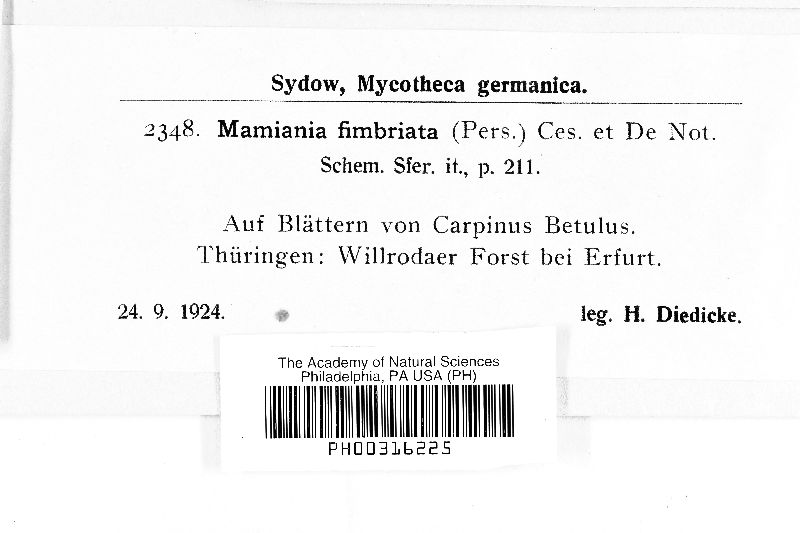 Sydow, Mycotheca germanica.
2348. Mamiania fimbriata (Pers.) Ces. et De Not.
Schem. Sfer. it., p. 211.
Auf Blättern von Carpinus Betulus.
Thüringen: Willrodaer Forst bei Erfurt.
24. 9. 1924. leg. H. Diedicke.
The Academy of Natural Sciences
Philadelphia, PA USA (PH)
PH00316225